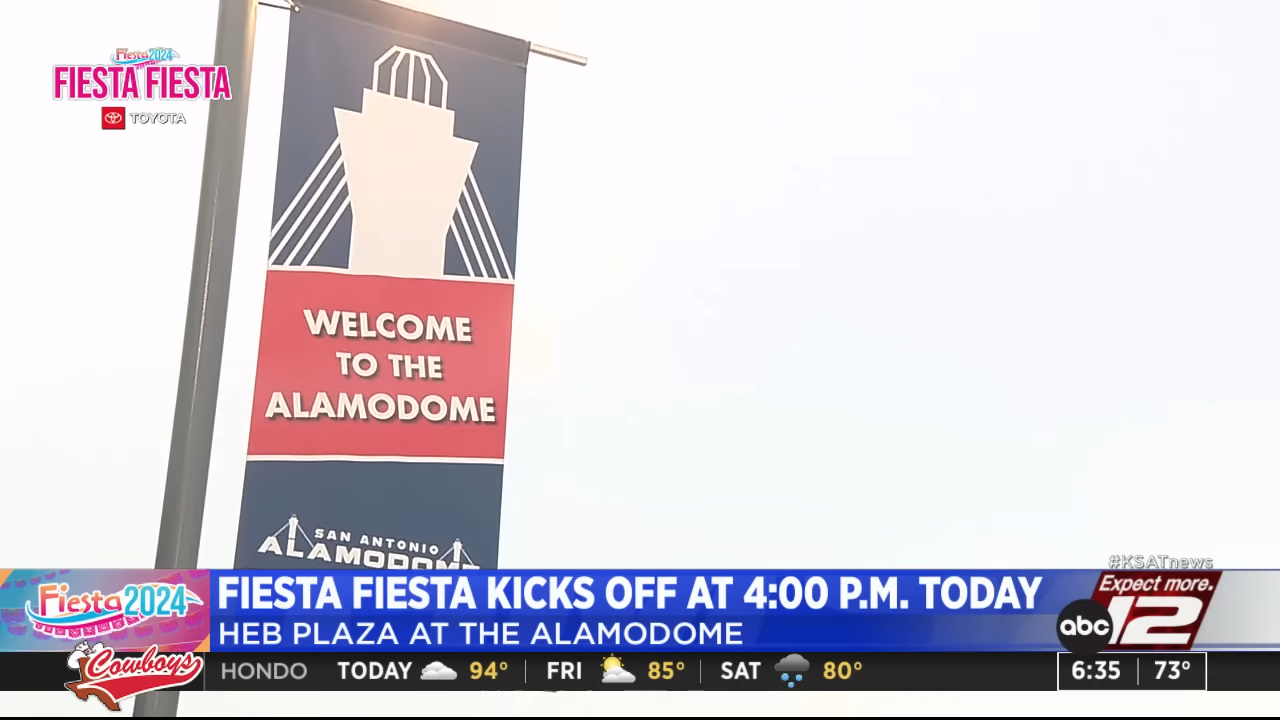 Fiesta 2024
FIESTA FIESTA
TOYOTA
WELCOME
TO THE
ALAMODOME
SAN ANTONIO
ALAMODOME
#KSATnews
Fiesta 2024
Cowboys
FIESTA FIESTA KICKS OFF AT 4:00 P.M. TODAY
HEB PLAZA AT THE ALAMODOME
Expect more.
abc 12
HONDO TODAY 94° FRI 85° SAT 80°
6:35 73°